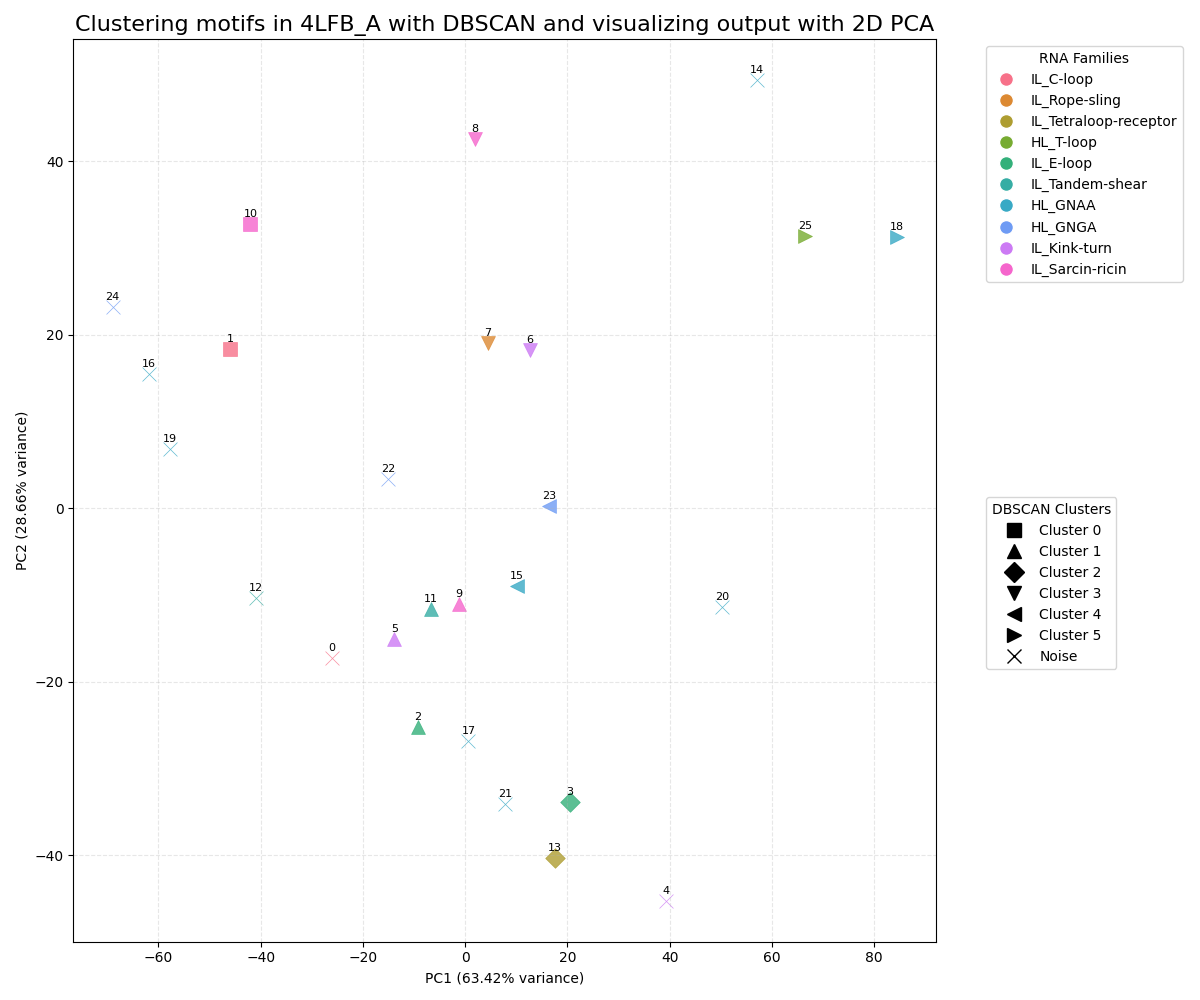 Clustering motifs in 4LFB_A with DBSCAN and visualizing output with 2D PCA
RNA Families
IL_C-loop
IL_Rope-sling
IL_Tetraloop-receptor
HL_T-loop
IL_E-loop
IL_Tandem-shear
HL_GNAA
HL_GNGA
IL_Kink-turn
IL_Sarcin-ricin
DBSCAN Clusters
Cluster 0
Cluster 1
Cluster 2
Cluster 3
Cluster 4
Cluster 5
Noise
14
8
10
25
18
24
1
7
6
16
19
22
23
15
12
11
9
20
5
0
2
17
21
3
13
4
40
20
0
−20
−40
PC2 (28.66% variance)
−60
−40
−20
0
20
40
60
80
PC1 (63.42% variance)